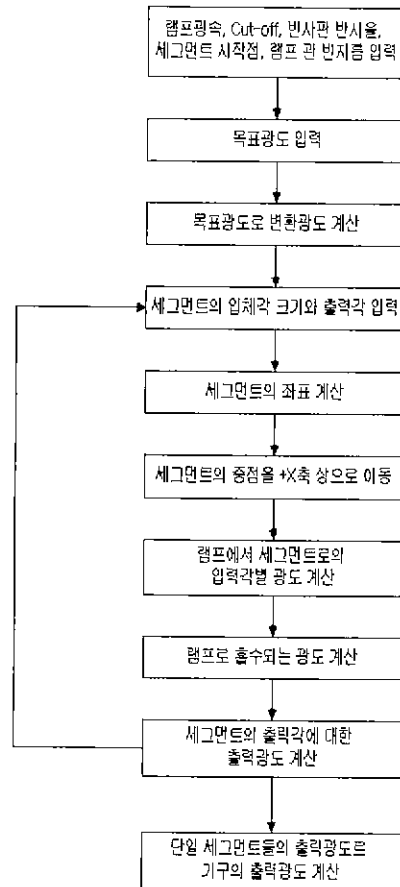 램프광속, Cut-off, 반사판 반사율,
세그먼트 시작점, 램프 관 반지름 입력
목표광도 입력
목표광도로 변환광도 계산
세그먼트의 입체각 크기와 출력각 입력
세그먼트의 좌표 계산
세그먼트의 중점을 +X축 상으로 이동
램프에서 세그먼트로의
입력각별 광도 계산
램프로 흡수되는 광도 계산
세그먼트의 출력각에 대한
출력광도 계산
단일 세그먼트들의 출력광도로
기구의 출력광도 계산